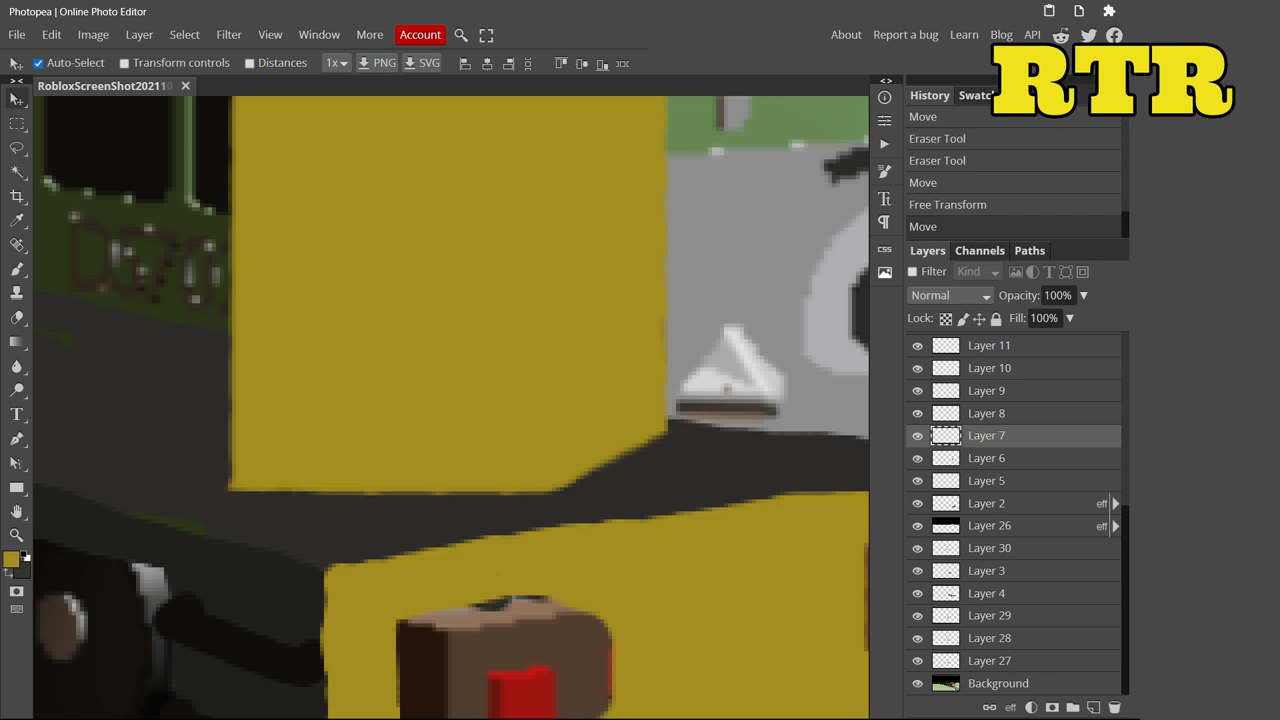 Photopea | Online Photo Editor
File Edit Image Layer Select Filter View Window More Account
About Report a bug Learn Blog API
RTR
Auto-Select Transform controls Distances 1x PNG SVG
RobloxScreenShot202110
History Swatc
Move
Eraser Tool
Eraser Tool
Move
Free Transform
Move
Layers Channels Paths
Filter Kind
Normal Opacity: 100%
Lock: Fill: 100%
Layer 11
Layer 10
Layer 9
Layer 8
Layer 7
Layer 6
Layer 5
Layer 2 eff
Layer 26 eff
Layer 30
Layer 3
Layer 4
Layer 29
Layer 28
Layer 27
Background
eff
CSS